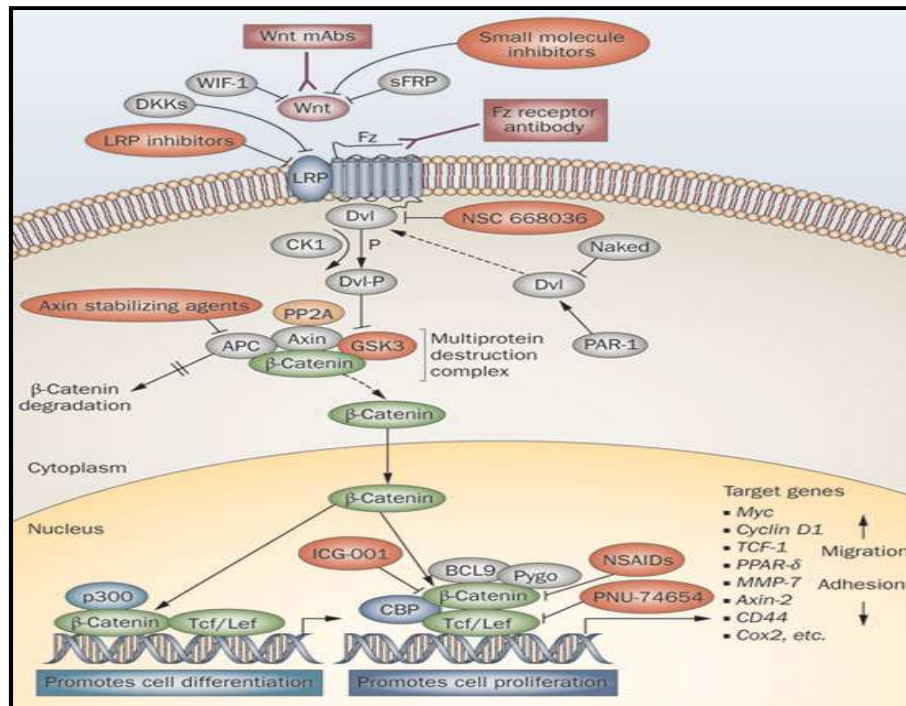 Wnt mAbs
Small molecule
inhibitors
WIF-1
sFRP
DKKs
Wnt
Fz receptor
antibody
LRP inhibitors
Fz
LRP
Dvl
NSC 668036
CK1
P
Naked
Dvl-P
Dvl
Axin stabilizing agents
PP2A
PAR-1
APC
Axin
GSK3
β-Catenin
Multiprotein
destruction
complex
β-Catenin
degradation
β-Catenin
Cytoplasm
β-Catenin
Nucleus
Target genes
▪ Myc
▪ Cyclin D1
▪ TCF-1
▪ PPAR-δ
▪ MMP-7
▪ Axin-2
▪ CD44
▪ Cox2, etc.
Migration
Adhesion
ICG-001
BCL9
Pygo
NSAIDs
p300
CBP
β-Catenin
PNU-74654
β-Catenin
Tcf/Lef
Tcf/Lef
Promotes cell differentiation
Promotes cell proliferation